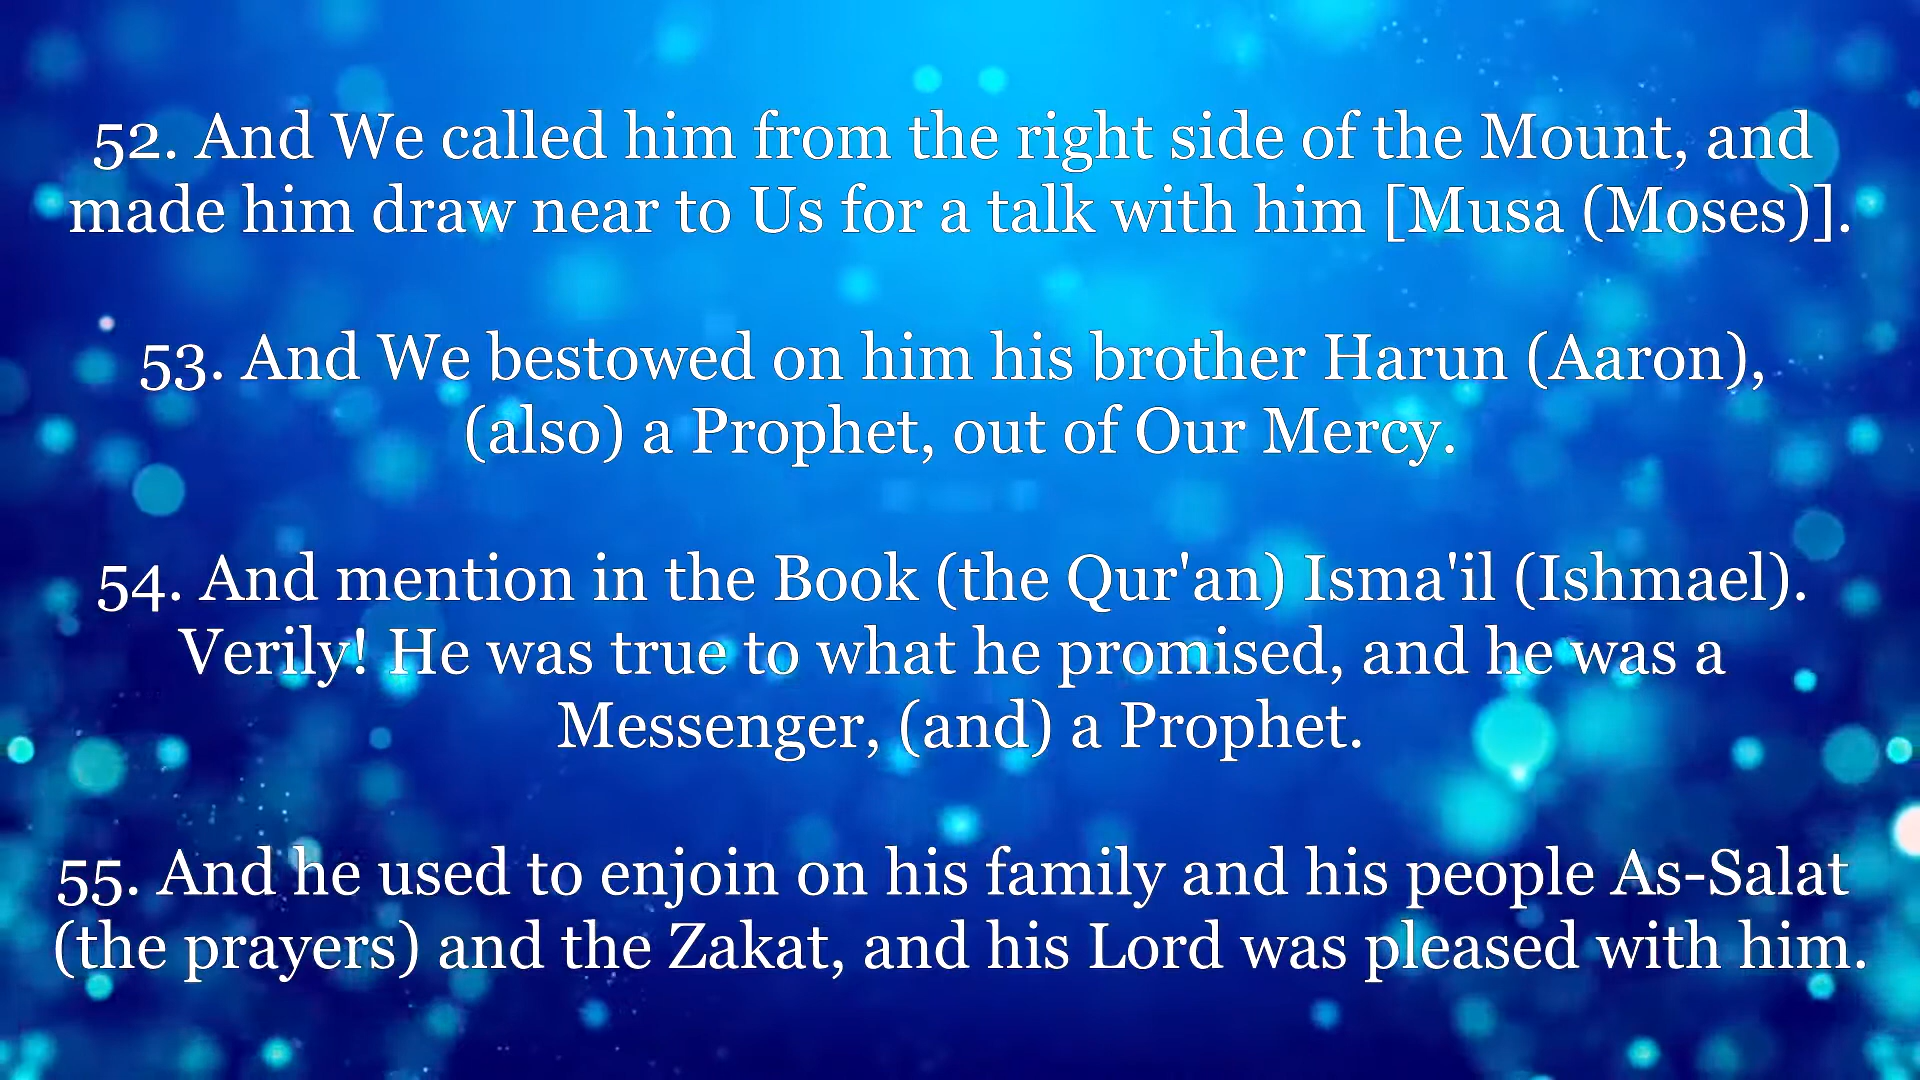 52. And We called him from the right side of the Mount, and
made him draw near to Us for a talk with him [Musa (Moses)].
53. And We bestowed on him his brother Harun (Aaron),
(also) a Prophet, out of Our Mercy.
54. And mention in the Book (the Qur'an) Isma'il (Ishmael).
Verily! He was true to what he promised, and he was a
Messenger, (and) a Prophet.
55. And he used to enjoin on his family and his people As-Salat
(the prayers) and the Zakat, and his Lord was pleased with him.